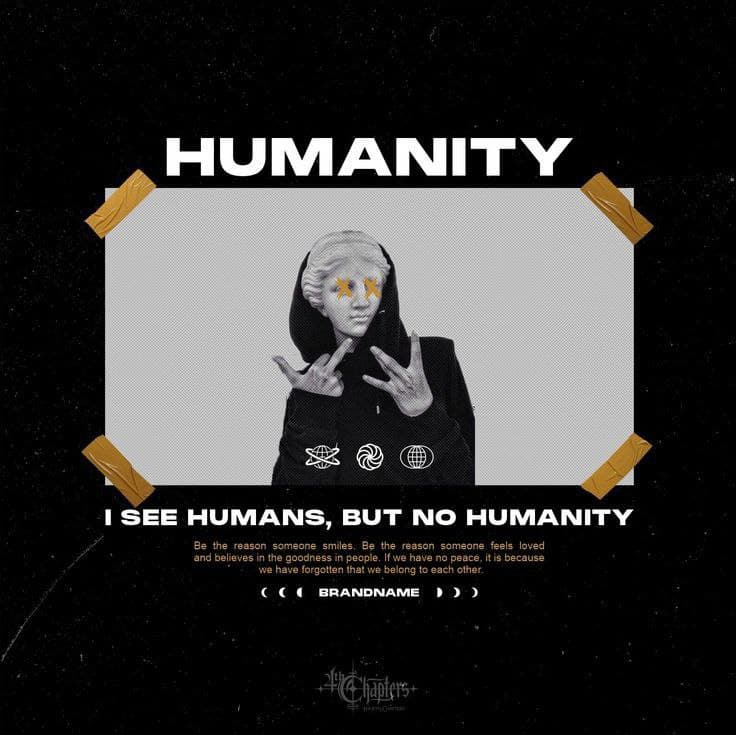 HUMANITY
I SEE HUMANS, BUT NO HUMANITY
Be the reason someone smiles. Be the reason someone feels loved
and believes in the goodness in people. If we have no peace, it is because
we have forgotten that we belong to each other.
BRANDNAME
Chapters